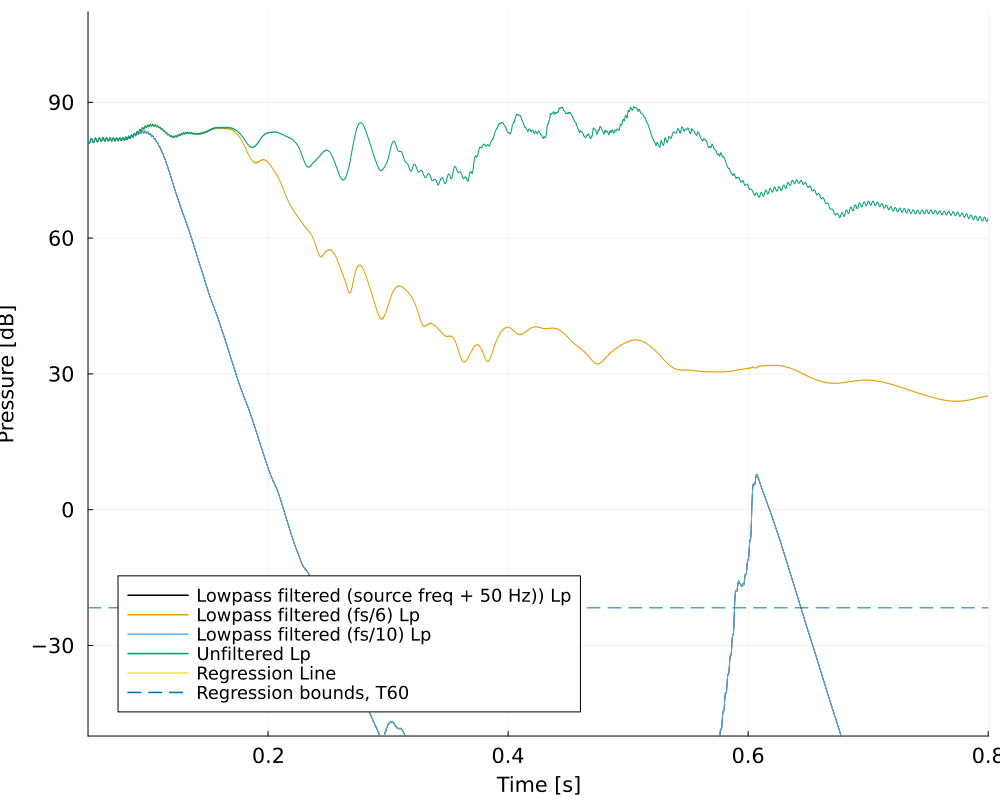 90
60
30
0
−30
Pressure [dB]
Lowpass filtered (source freq + 50 Hz)) Lp
Lowpass filtered (fs/6) Lp
Lowpass filtered (fs/10) Lp
Unfiltered Lp
Regression Line
Regression bounds, T60
0.2
0.4
0.6
0.8
Time [s]